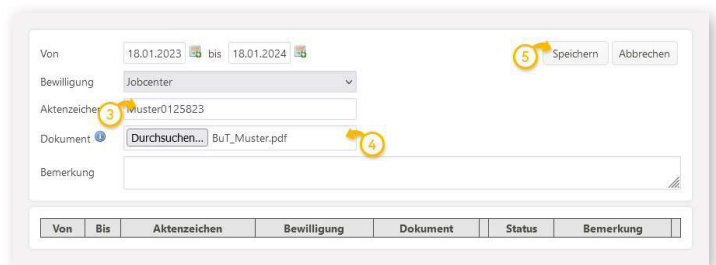 Von 18.01.2023 bis 18.01.2024 5 Speichern Abbrechen
Bewilligung Jobcenter
Aktenzeichen 3 Muster0125823
Dokument i Durchsuchen... BuT_Muster.pdf 4
Bemerkung
Von Bis Aktenzeichen Bewilligung Dokument Status Bemerkung